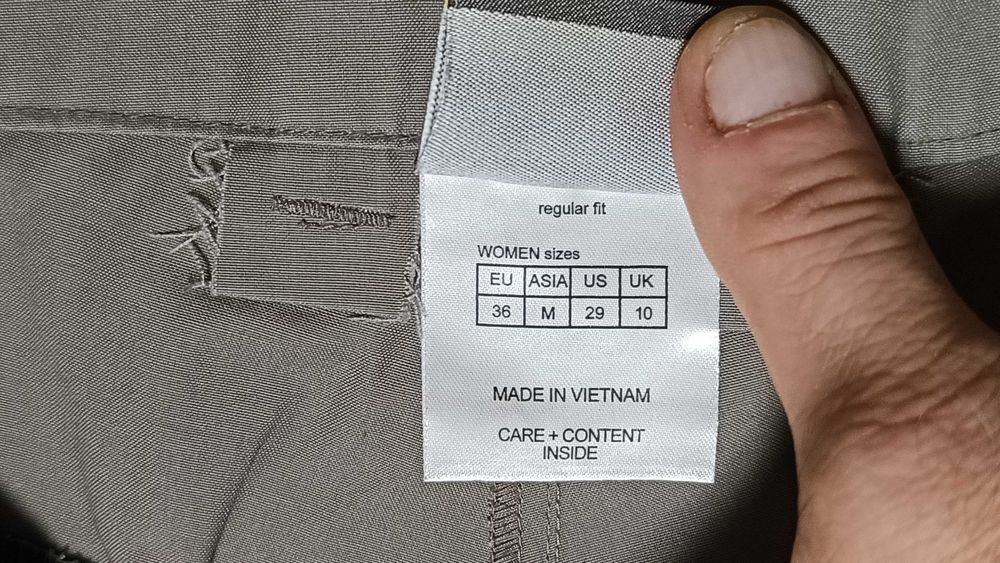 regular fit
WOMEN sizes
EU ASIA US UK
36 M 29 10
MADE IN VIETNAM
CARE + CONTENT
INSIDE